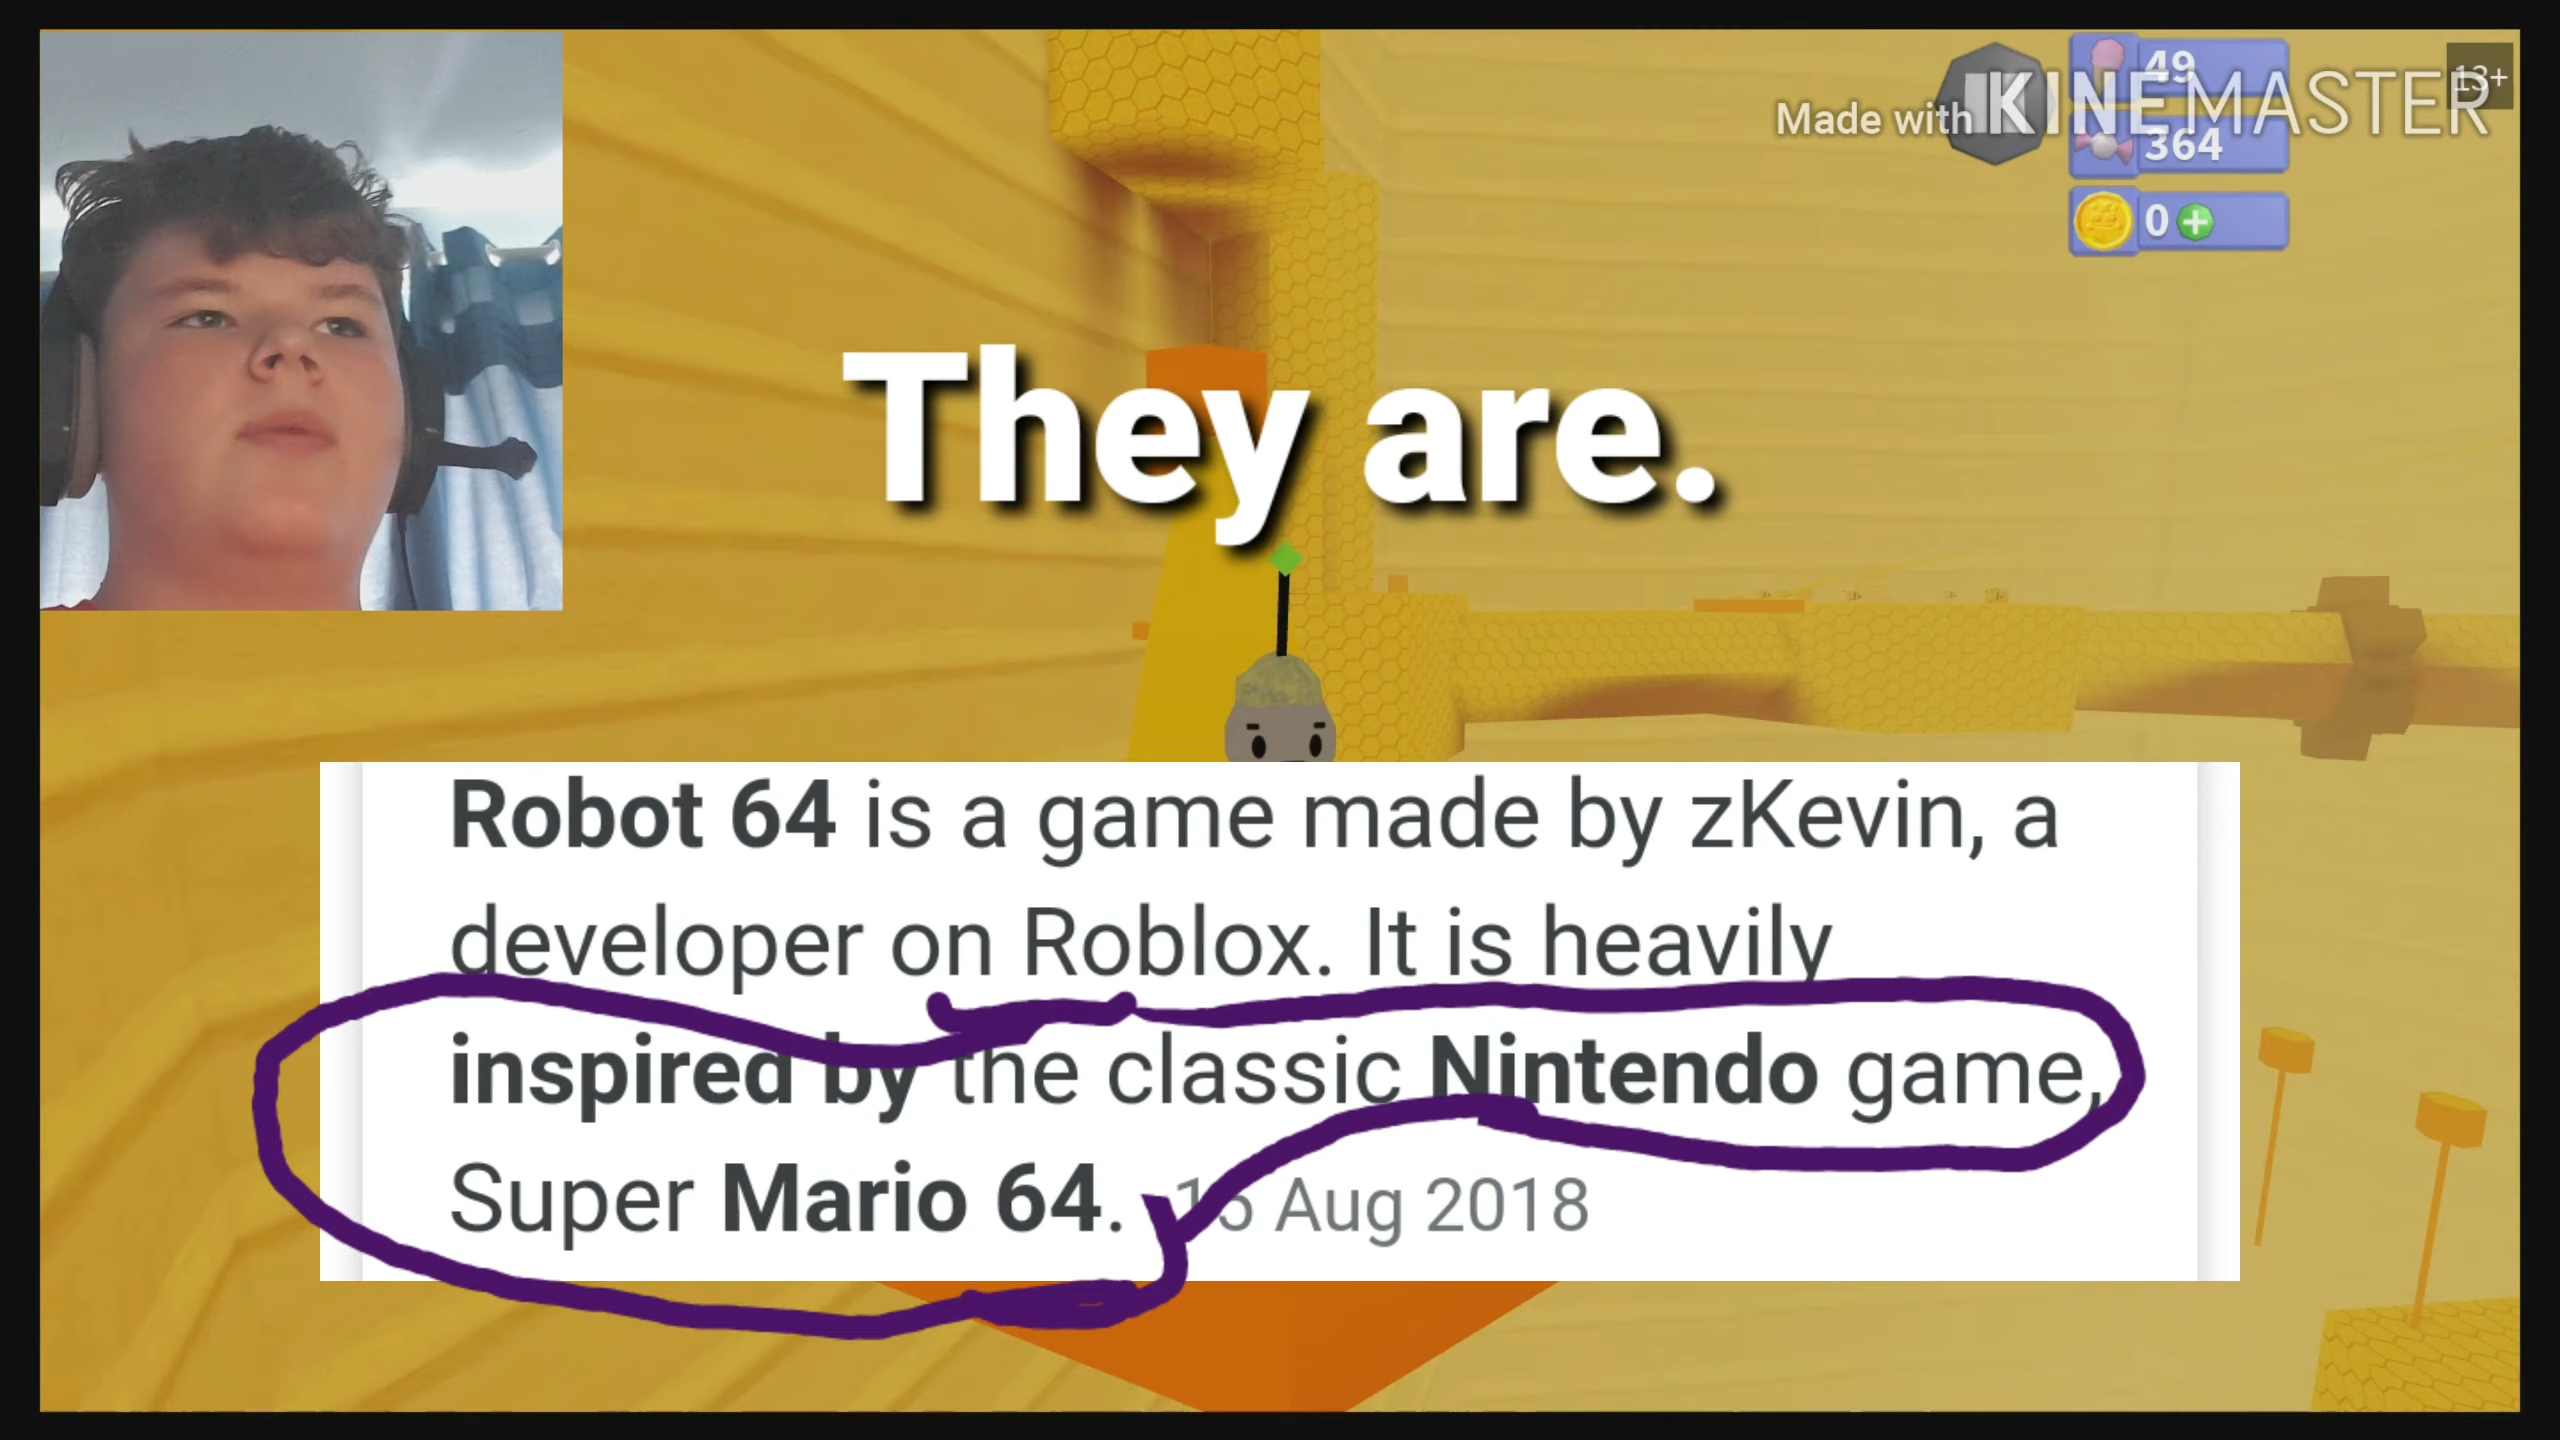 49
13+
Made with KINEMASTER
364
0
They are.
Robot 64 is a game made by zKevin, a
developer on Roblox. It is heavily
inspired by the classic Nintendo game,
Super Mario 64. Aug 2018